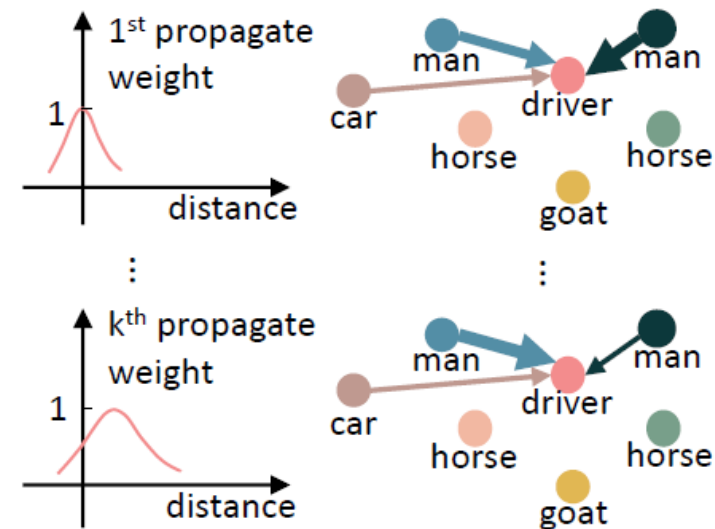 1st propagate
weight
1
distance
man
man
car
driver
horse
horse
goat
⋮
⋮
kth propagate
weight
1
distance
man
man
car
driver
horse
horse
goat